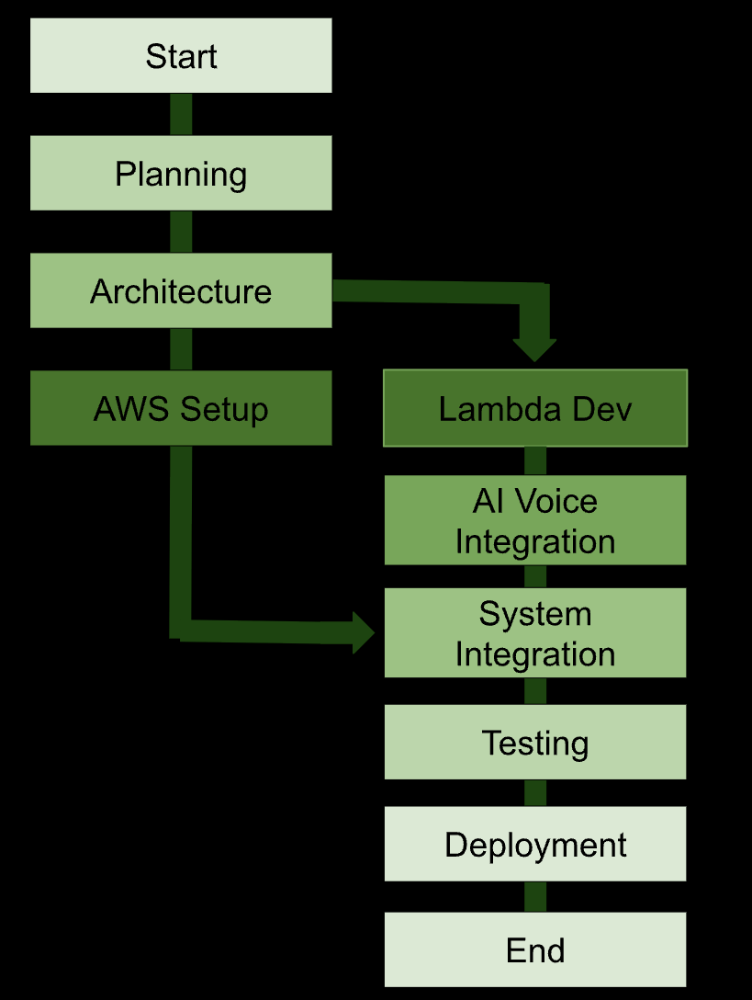 Start
Planning
Architecture
AWS Setup
Lambda Dev
AI Voice
Integration
System
Integration
Testing
Deployment
End